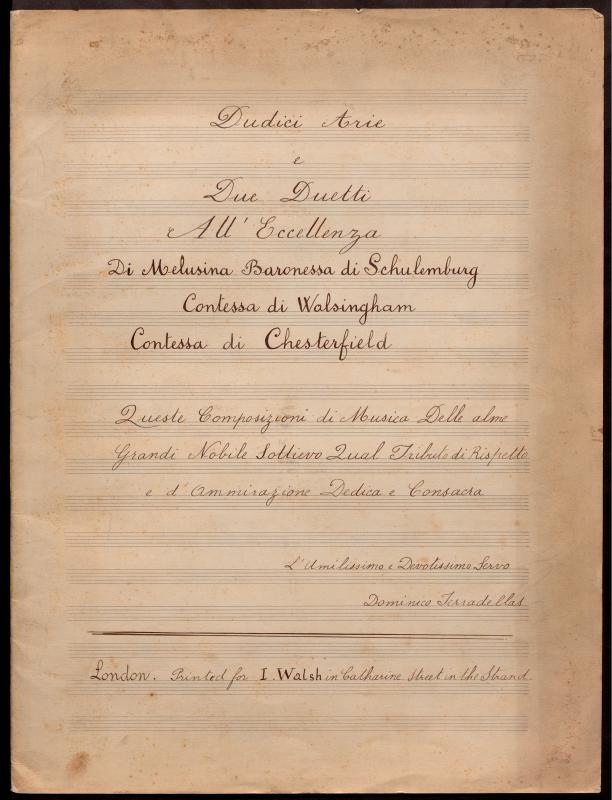 Dudici Arie
e
Due Duetti
All' Eccellenza
Di Melusina Baronessa di Schulemburg
Contessa di Walsingham
Contessa di Chesterfield
Queste Composizioni di Musica Delle alme
Grandi Nobile Sollievo Qual Tributo di Rispetto
e d'Ammirazione Dedica e Consacra
L'Umilissimo e Devotissimo Servo
Dominico Terradellas
London. Printed for I. Walsh in Catharine Street in the Strand